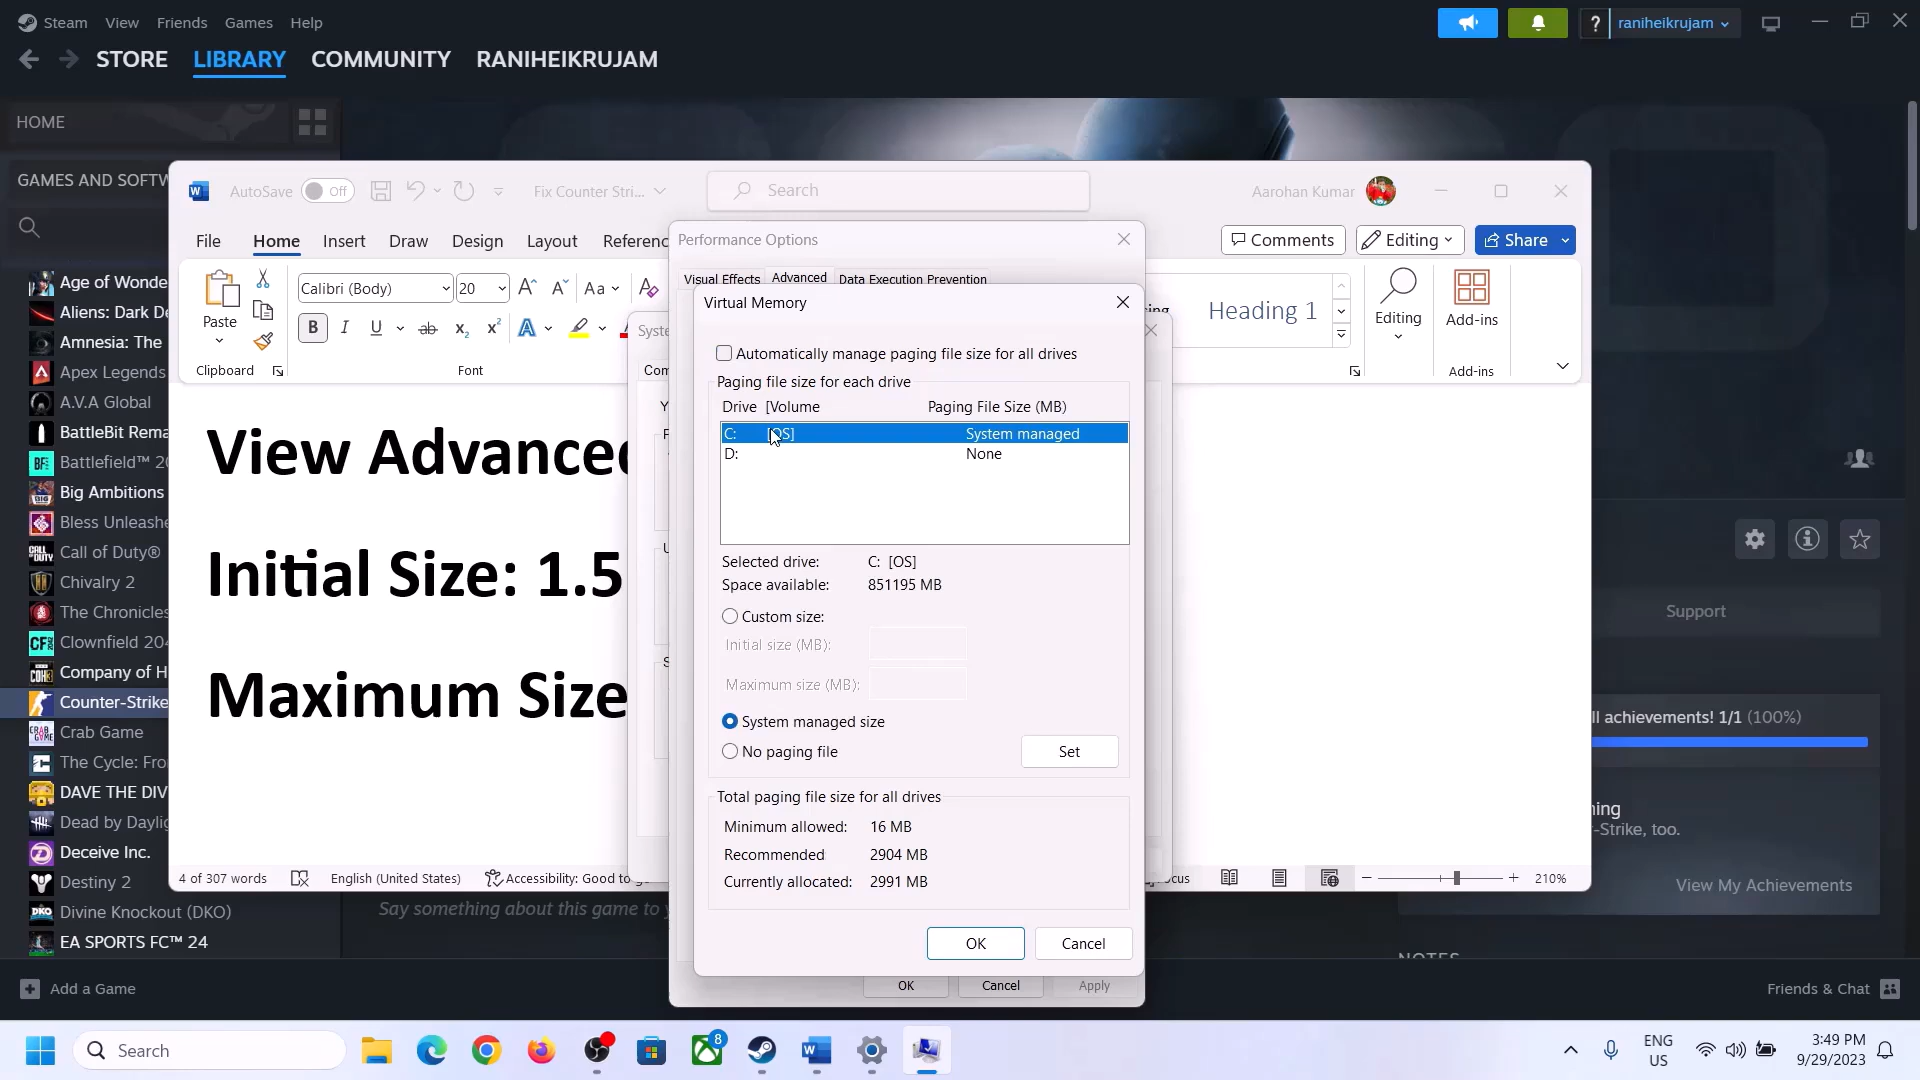 Steam View Friends Games Help
? raniheikrujam
STORE LIBRARY COMMUNITY RANIHEIKRUJAM
HOME
GAMES AND SOFTW
Age of Wonde
Aliens: Dark De
Amnesia: The
Apex Legends
A.V.A Global
BattleBit Rema
Battlefield™ 20
Big Ambitions
Bless Unleashe
Call of Duty®
Chivalry 2
The Chronicles
Clownfield 204
Company of H
Counter-Strike
Crab Game
The Cycle: Fro
DAVE THE DIV
Dead by Daylig
Deceive Inc.
Destiny 2
Divine Knockout (DKO)
EA SPORTS FC™ 24
Add a Game
AutoSave Off Fix Counter Stri... Search Aarohan Kumar
File Home Insert Draw Design Layout Referenc Comments Editing Share
Paste
Clipboard
Calibri (Body) 20 Aa
B I U ab x₂ x² A
Font
Heading 1
Editing
Add-ins
Add-ins
View Advanced
Initial Size: 1.5
Maximum Size
4 of 307 words English (United States) Accessibility: Good to g 210%
Performance Options
Visual Effects Advanced Data Execution Prevention
Syste
Com
Virtual Memory
Automatically manage paging file size for all drives
Paging file size for each drive
Drive [Volume Paging File Size (MB)
C: [OS] System managed
D: None
Selected drive: C: [OS]
Space available: 851195 MB
Custom size:
Initial size (MB):
Maximum size (MB):
System managed size
No paging file Set
Total paging file size for all drives
Minimum allowed: 16 MB
Recommended 2904 MB
Currently allocated: 2991 MB
OK Cancel
OK Cancel Apply
Support
ll achievements! 1/1 (100%)
-Strike, too.
View My Achievements
Say something about this game to y
NOTES
Friends & Chat
Search
8
ENG
US
3:49 PM
9/29/2023